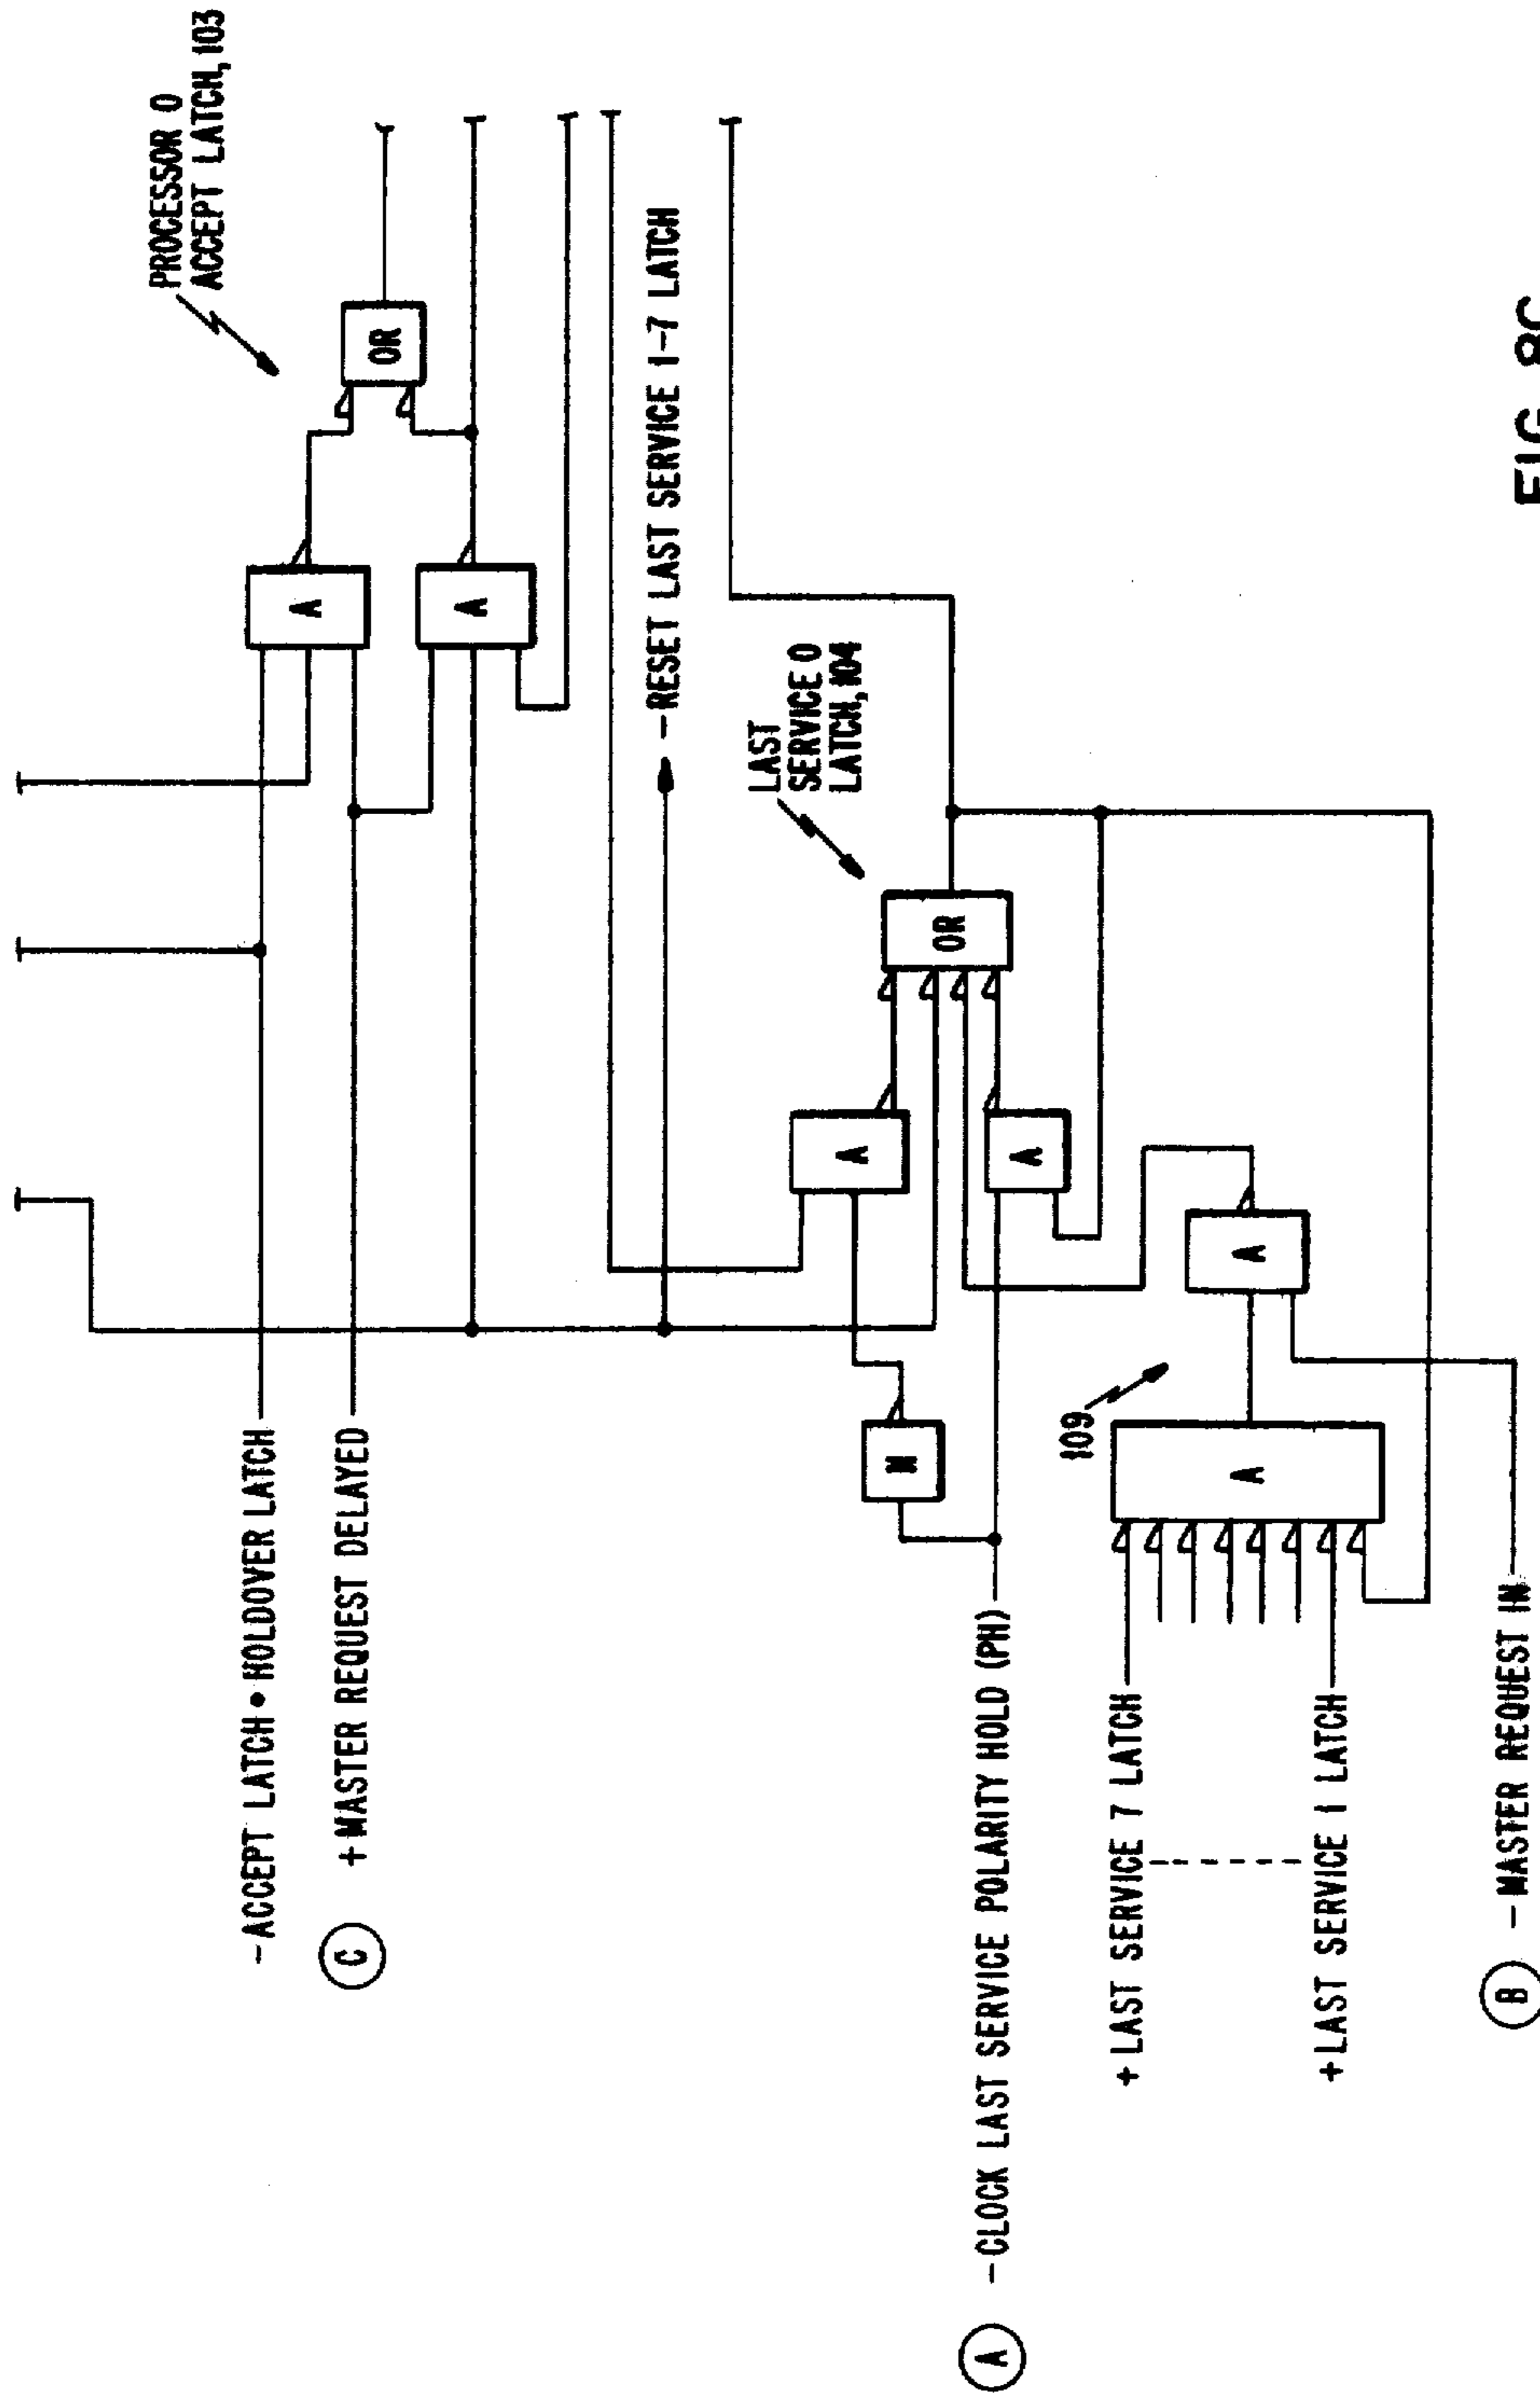 PROCESSOR 0
ACCEPT LATCH, 103
- ACCEPT LATCH • HOLDOVER LATCH
C + MASTER REQUEST DELAYED
A
A
OR
- RESET LAST SERVICE 1-7 LATCH
LAST
SERVICE 0
LATCH, 104
N
A
A
OR
A - CLOCK LAST SERVICE POLARITY HOLD (PH)
109
+ LAST SERVICE 7 LATCH
A
A
+ LAST SERVICE 1 LATCH
B - MASTER REQUEST IN
FIG. 8C